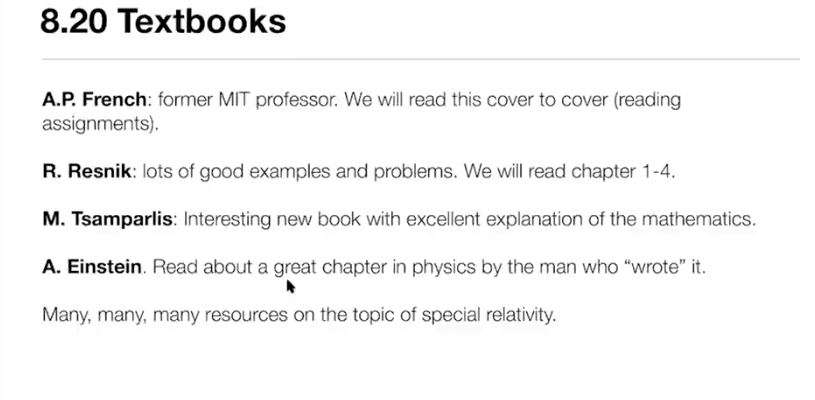 8.20 Textbooks
A.P. French: former MIT professor. We will read this cover to cover (reading
assignments).
R. Resnik: lots of good examples and problems. We will read chapter 1-4.
M. Tsamparlis: Interesting new book with excellent explanation of the mathematics.
A. Einstein. Read about a great chapter in physics by the man who “wrote” it.
Many, many, many resources on the topic of special relativity.